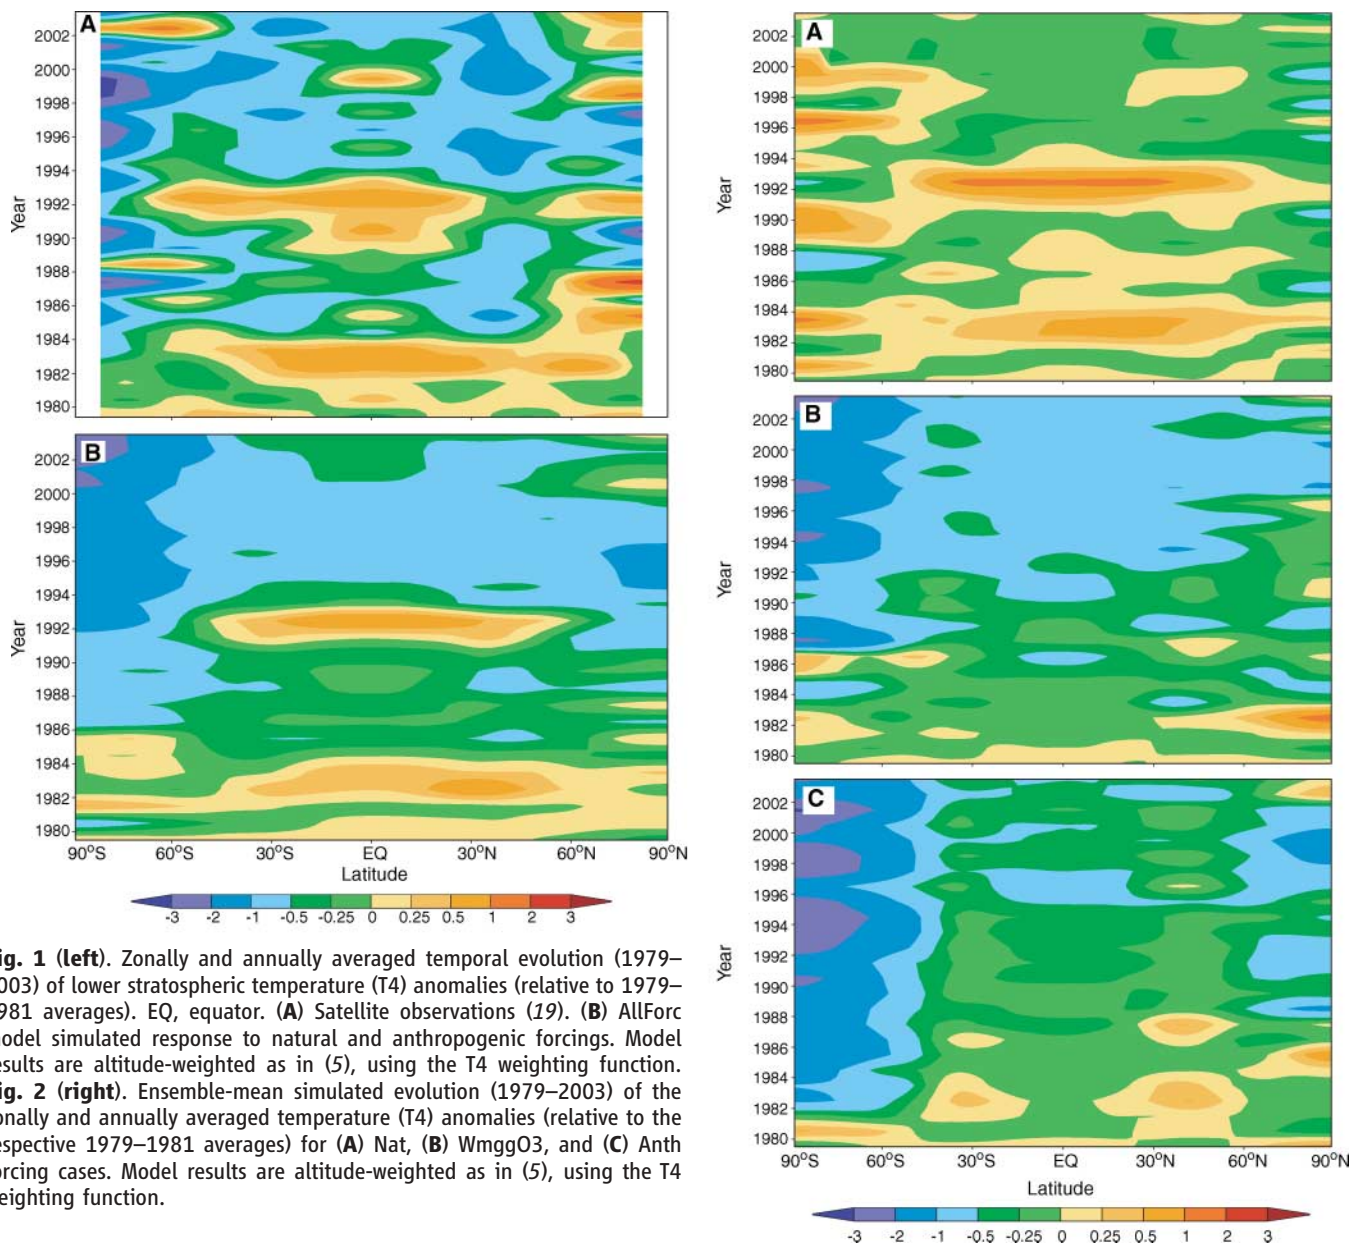 A
2002
2000
1998
1996
1994
1992
1990
1988
1986
1984
1982
1980
Year
B
2002
2000
1998
1996
1994
1992
1990
1988
1986
1984
1982
1980
Year
90°S 60°S 30°S EQ 30°N 60°N 90°N
Latitude
-3 -2 -1 -0.5 -0.25 0 0.25 0.5 1 2 3
ig. 1 (left). Zonally and annually averaged temporal evolution (1979–
003) of lower stratospheric temperature (T4) anomalies (relative to 1979–
981 averages). EQ, equator. (A) Satellite observations (19). (B) AllForc
odel simulated response to natural and anthropogenic forcings. Model
esults are altitude-weighted as in (5), using the T4 weighting function.
ig. 2 (right). Ensemble-mean simulated evolution (1979–2003) of the
onally and annually averaged temperature (T4) anomalies (relative to the
espective 1979–1981 averages) for (A) Nat, (B) WmggO3, and (C) Anth
orcing cases. Model results are altitude-weighted as in (5), using the T4
eighting function.
A
2002
2000
1998
1996
1994
1992
1990
1988
1986
1984
1982
1980
Year
B
2002
2000
1998
1996
1994
1992
1990
1988
1986
1984
1982
1980
Year
C
2002
2000
1998
1996
1994
1992
1990
1988
1986
1984
1982
1980
Year
90°S 60°S 30°S EQ 30°N 60°N 90°N
Latitude
-3 -2 -1 -0.5 -0.25 0 0.25 0.5 1 2 3